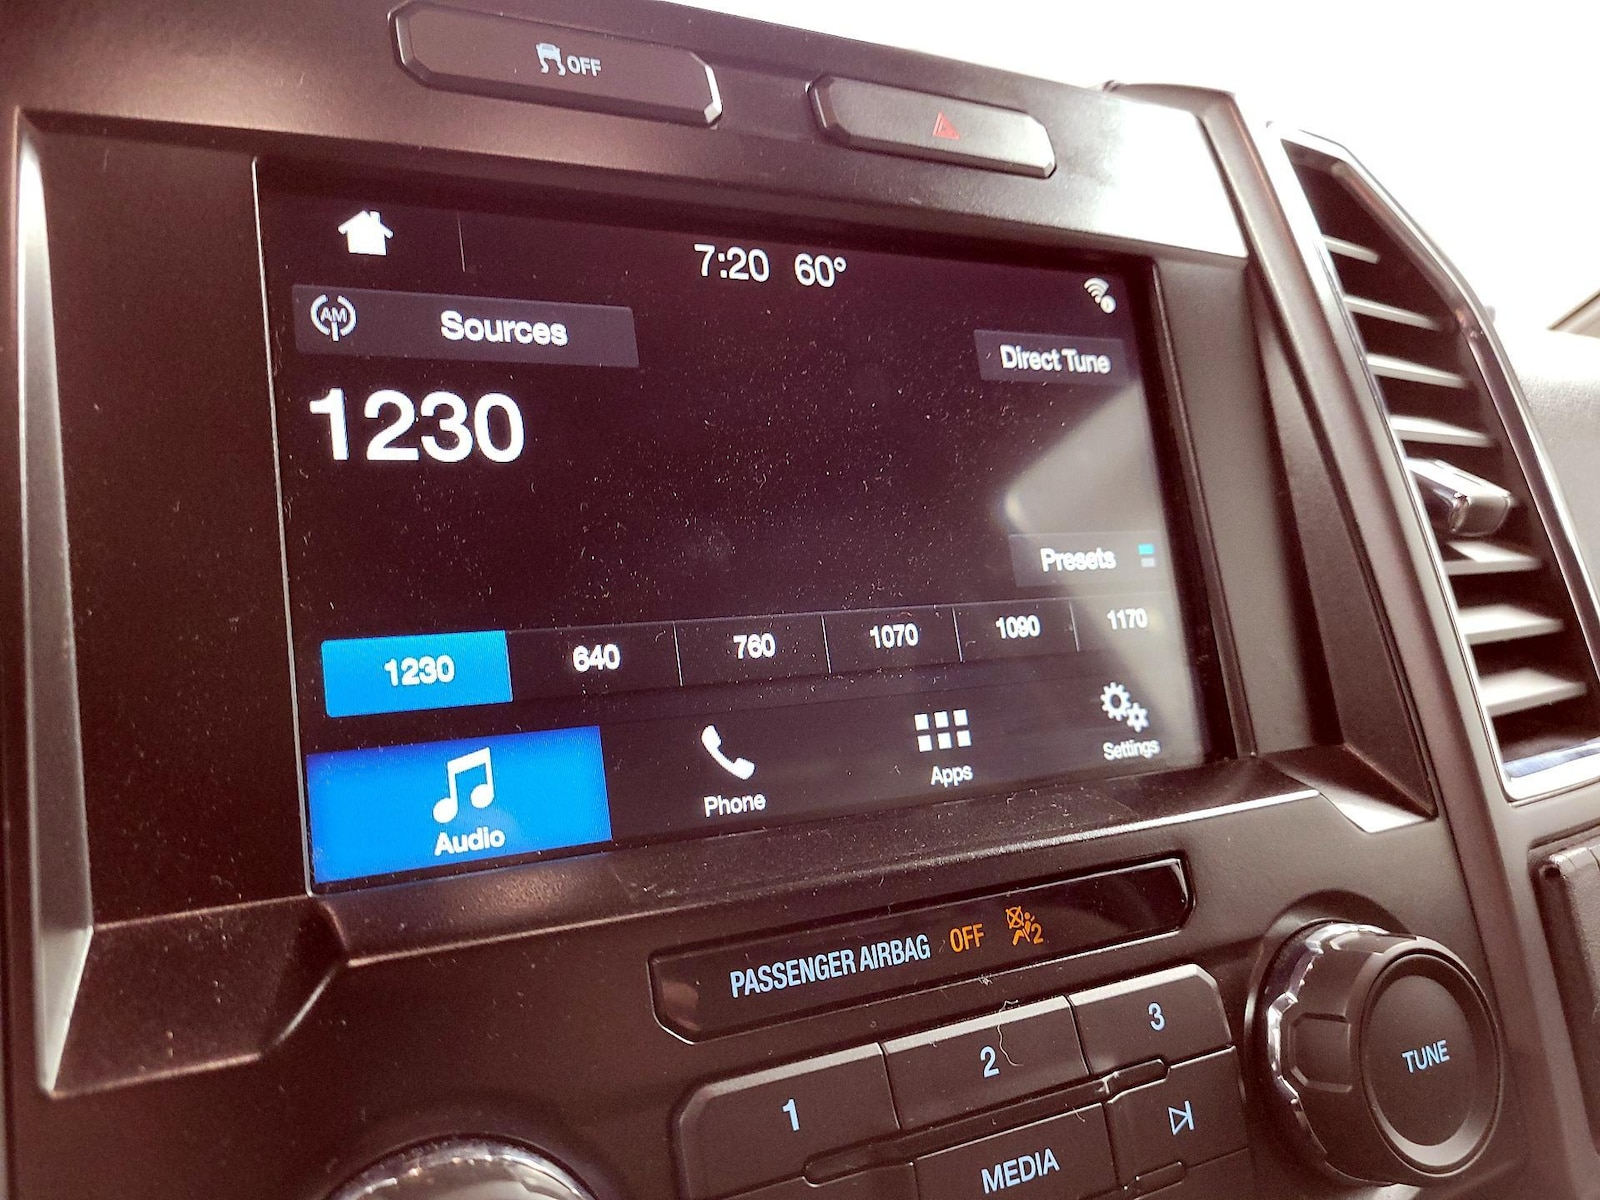 OFF
7:20 60°
AM Sources
Direct Tune
1230
Presets
1230 640 760 1070 1090 1170
Audio Phone Apps Settings
PASSENGER AIRBAG OFF 2
1 2 3
TUNE
MEDIA